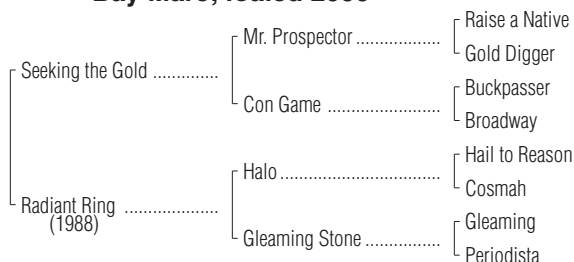 Bay Mare; foaled
Raise a Native
Mr. Prospector ..................
Gold Digger
Seeking the Gold .............
Buckpasser
Con Game ........................
Broadway
Hail to Reason
Halo ..................................
Cosmah
Radiant Ring ...................
(1988)
Gleaming
Gleaming Stone ................
Periodista